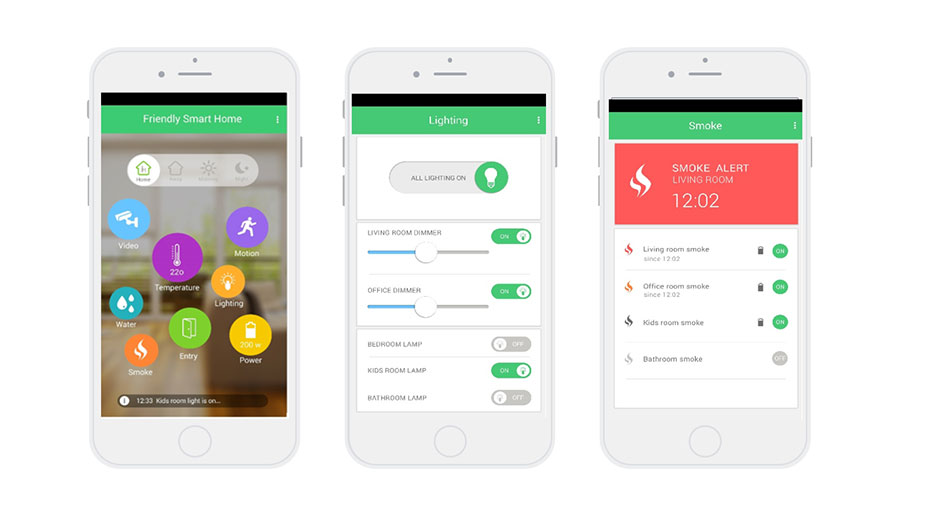 Friendly Smart Home
Home
Away
Morning
Night
Video
Motion
22o
Temperature
Lighting
Water
Entry
200 w
Power
Smoke
12:33 Kids room light is on...
Lighting
ALL LIGHTING ON
LIVING ROOM DIMMER
ON
OFFICE DIMMER
ON
BEDROOM LAMP
OFF
KIDS ROOM LAMP
ON
BATHROOM LAMP
OFF
Smoke
SMOKE ALERT
LIVING ROOM
12:02
Living room smoke
ON
since 12:02
Office room smoke
ON
since 12:02
Kids room smoke
ON
Bathroom smoke
OFF